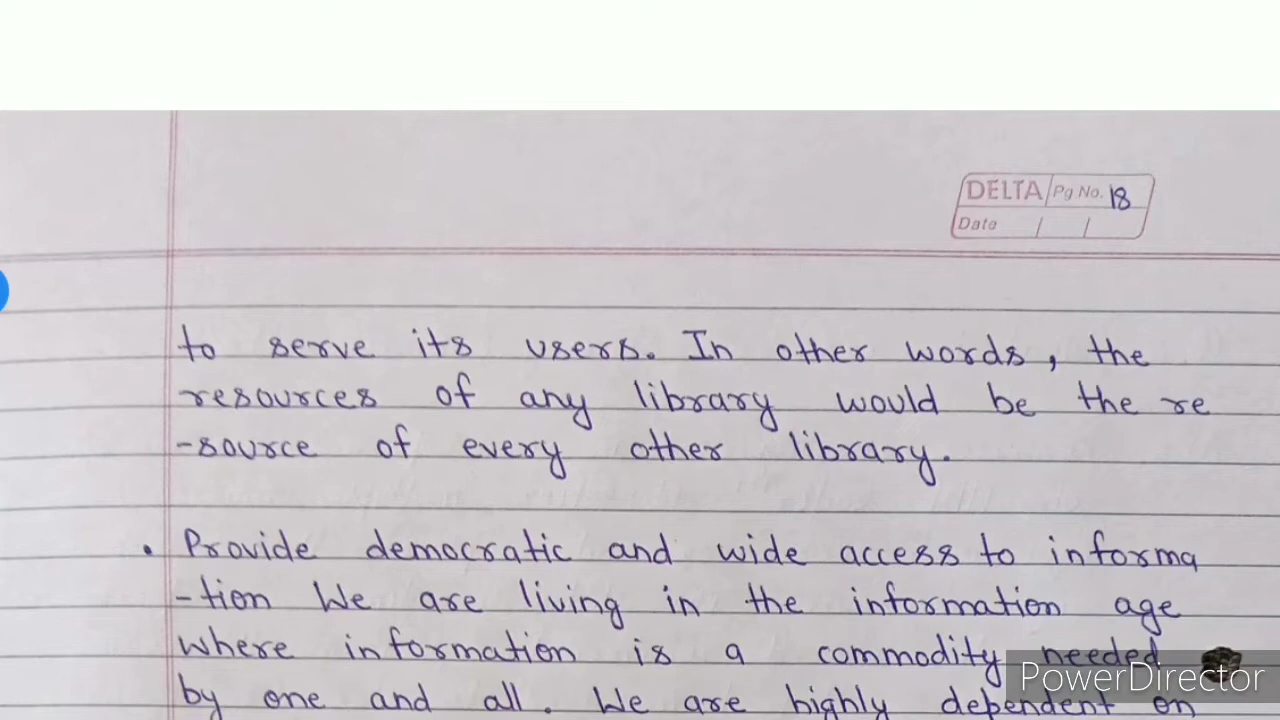 DELTA Pg No. 18
Date / /
to serve its users. In other words, the
resources of any library would be the re
-source of every other library.
• Provide democratic and wide access to informa
-tion We are living in the information age
where information is a commodity needed
by one and all. We are highly dependent on
PowerDirector